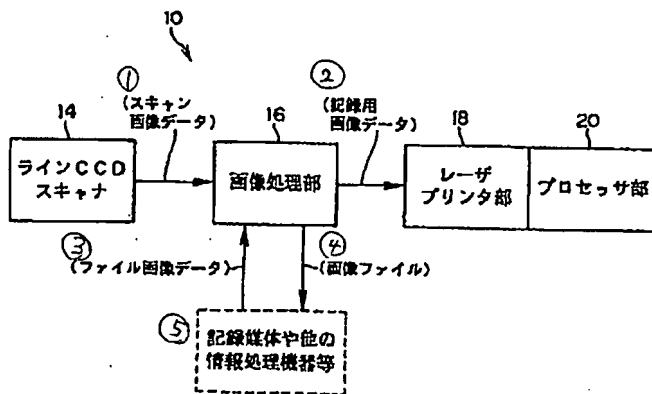 10
①
(スキャン
画像データ)
②
(記録用
画像データ)
14
ラインCCD
スキャナ
16
画像処理部
18
レーザ
プリンタ部
20
プロセッサ部
③
(ファイル画像データ)
④
(画像ファイル)
⑤
記録媒体や他の
情報処理機器等